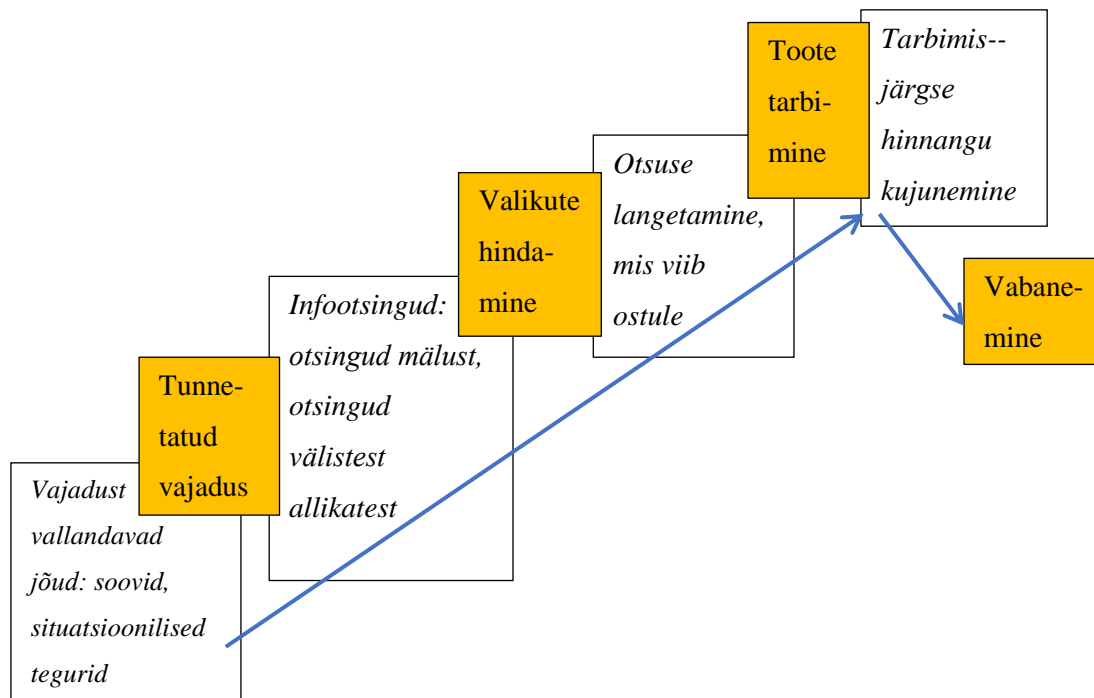 Vajadust
vallandavad
jõud: soovid,
situatsioonilised
tegurid
Tunne-
tatud
vajadus
Infootsingud:
otsingud mälust,
otsingud
välistest
allikatest
Valikute
hinda-
mine
Otsuse
langetamine,
mis viib
ostule
Toote
tarbi-
mine
Tarbimis--
järgse
hinnangu
kujunemine
Vabane-
mine